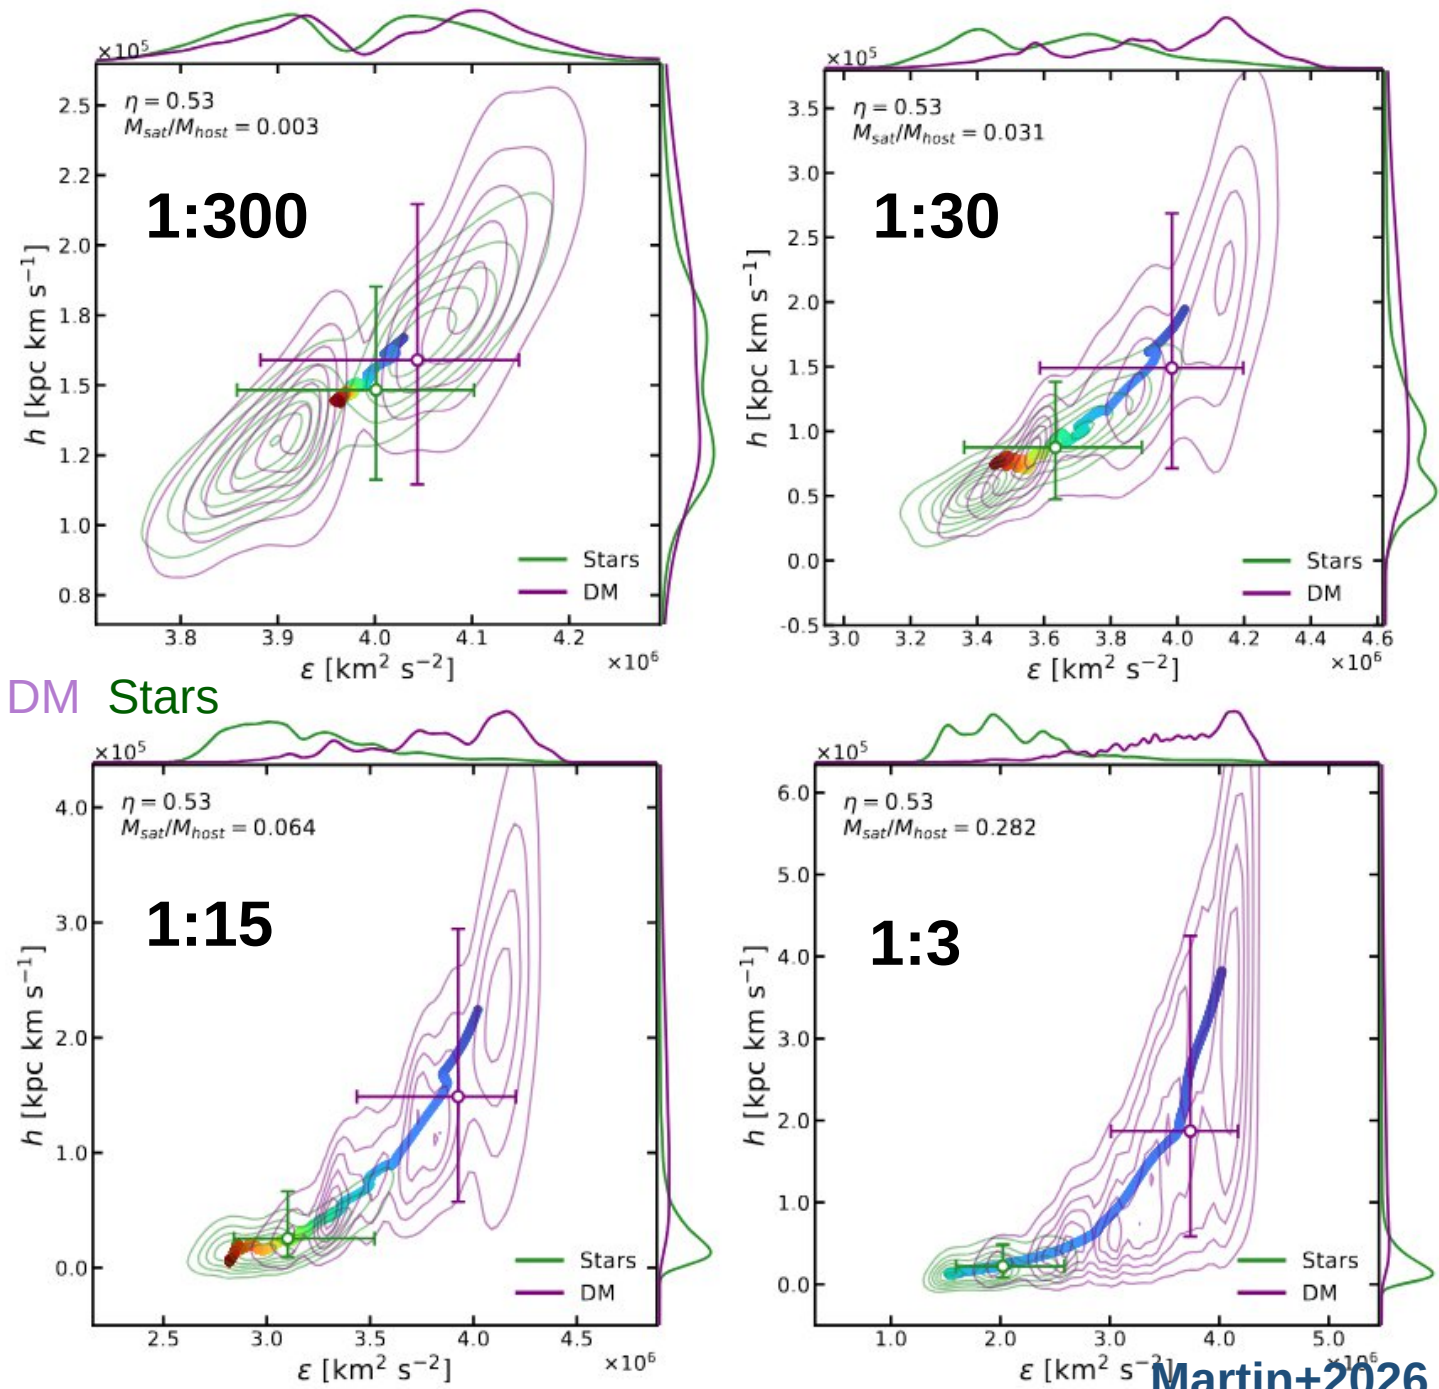 ×10⁵
η = 0.53
M_sat/M_host = 0.003
1:300
2.5
2.2
2.0
1.8
1.5
1.2
1.0
0.8
h [kpc km s⁻¹]
Stars
DM
3.8 3.9 4.0 4.1 4.2
×10⁶
ε [km² s⁻²]
×10⁵
η = 0.53
M_sat/M_host = 0.031
1:30
3.5
3.0
2.5
2.0
1.5
1.0
0.5
0.0
-0.5
h [kpc km s⁻¹]
Stars
DM
3.0 3.2 3.4 3.6 3.8 4.0 4.2 4.4 4.6
×10⁶
ε [km² s⁻²]
DM Stars
×10⁵
η = 0.53
M_sat/M_host = 0.064
1:15
4.0
3.0
2.0
1.0
0.0
h [kpc km s⁻¹]
Stars
DM
2.5 3.0 3.5 4.0 4.5
×10⁶
ε [km² s⁻²]
×10⁵
η = 0.53
M_sat/M_host = 0.282
1:3
6.0
5.0
4.0
3.0
2.0
1.0
0.0
h [kpc km s⁻¹]
Stars
DM
1.0 2.0 3.0 4.0 5.0
×10⁶
ε [km² s⁻²]
Martin+2026